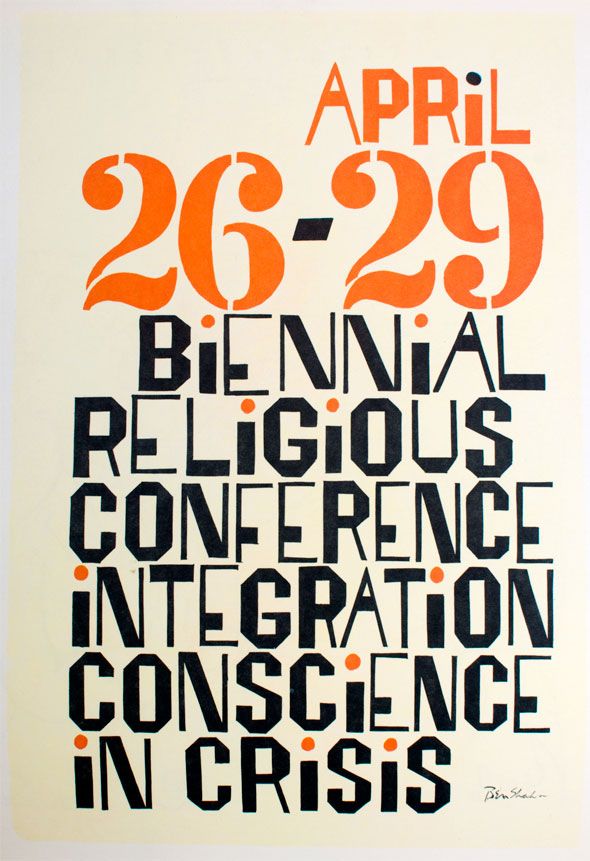 APRiL
26-29
BiENNiAL
RELiGiOUS
CONFERENCE
iNTEGRATiON
CONSCiENCE
iN CRiSiS
Ben Shahn